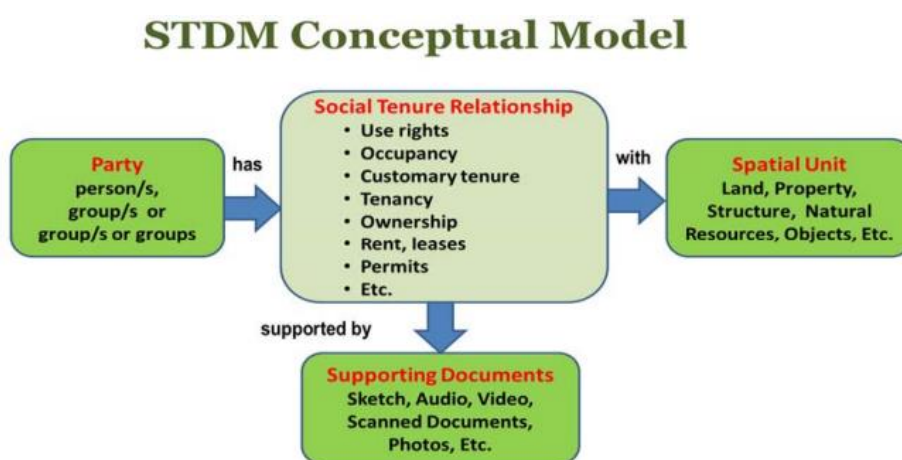 STDM Conceptual Model
Party
person/s,
group/s or
group/s or groups
has
Social Tenure Relationship
• Use rights
• Occupancy
• Customary tenure
• Tenancy
• Ownership
• Rent, leases
• Permits
• Etc.
with
Spatial Unit
Land, Property,
Structure, Natural
Resources, Objects, Etc.
supported by
Supporting Documents
Sketch, Audio, Video,
Scanned Documents,
Photos, Etc.